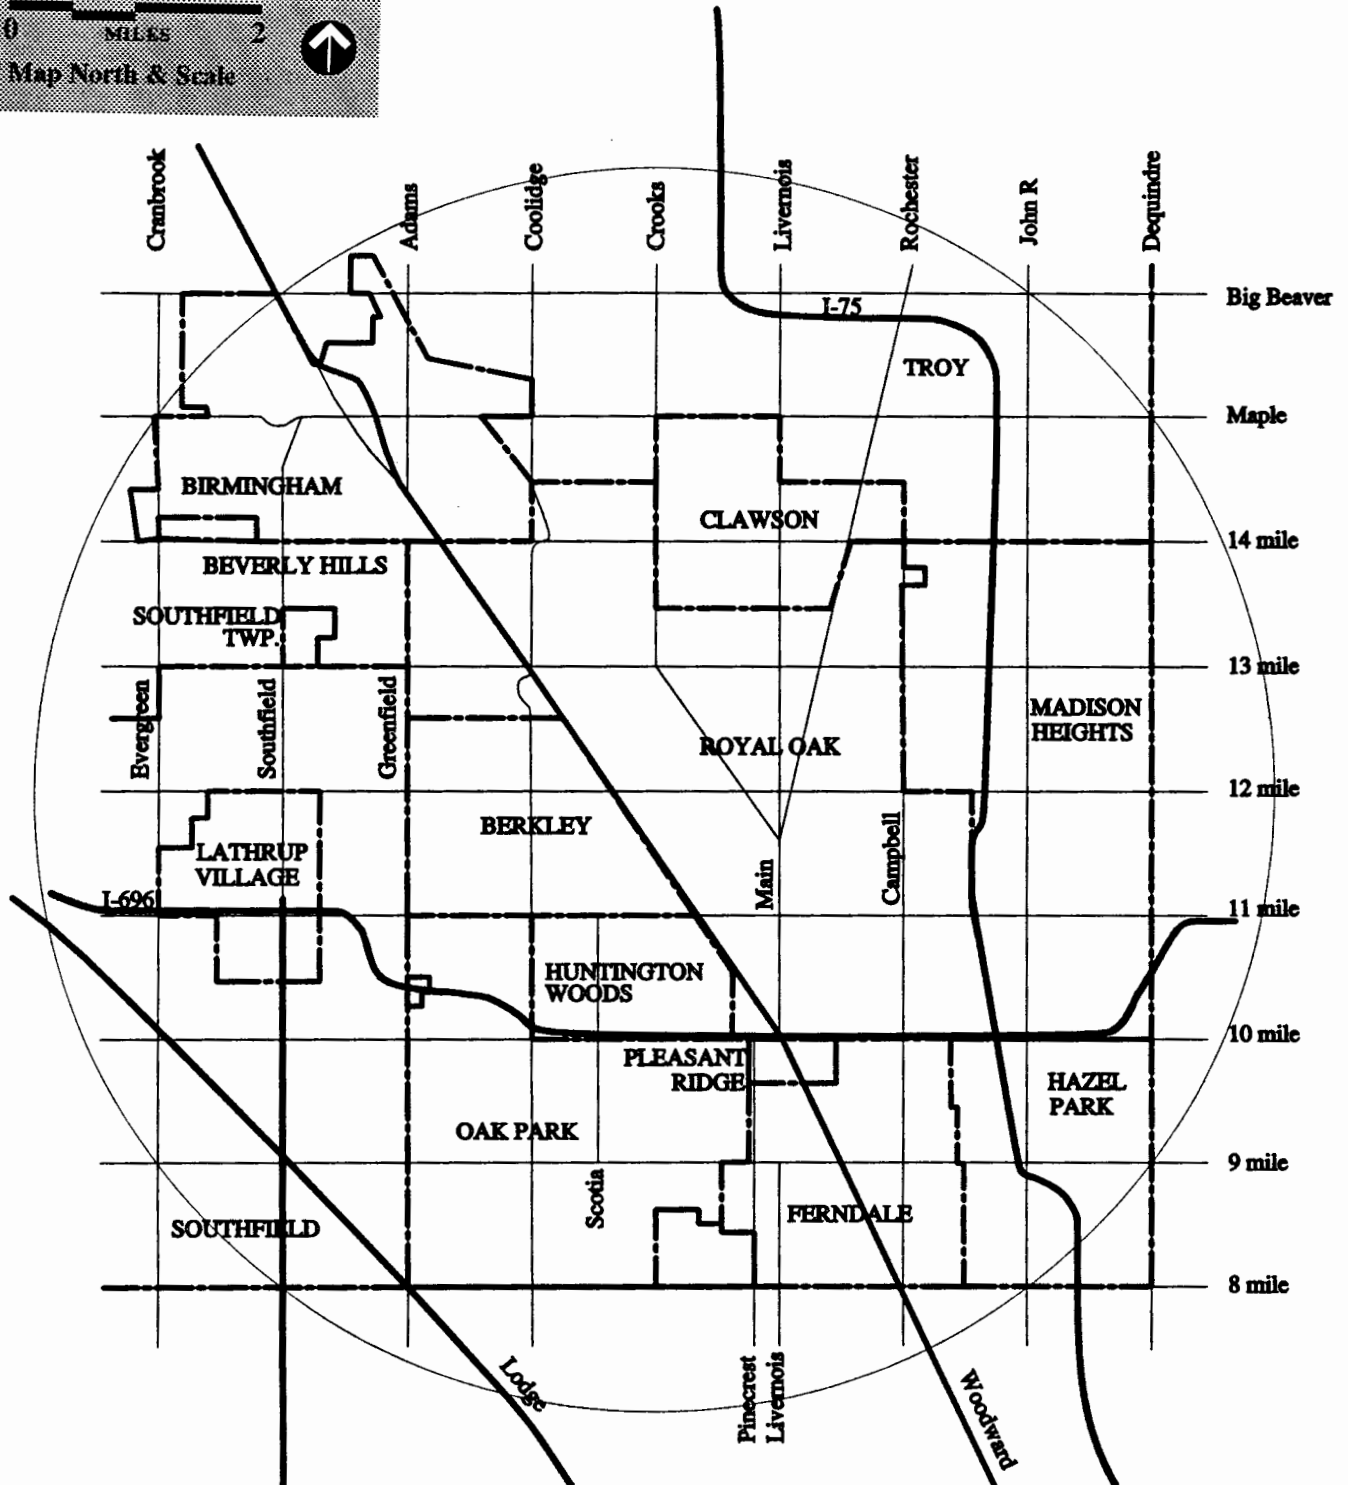 0 MILES 2
Map North & Scale
Cranbrook
Adams
Coolidge
Crooks
Livernois
Rochester
John R
Dequindre
Big Beaver
I-75
TROY
Maple
BIRMINGHAM
CLAWSON
14 mile
BEVERLY HILLS
SOUTHFIELD
TWP.
13 mile
Evergreen
Southfield
Greenfield
MADISON
HEIGHTS
ROYAL OAK
12 mile
BERKLEY
LATHRUP
VILLAGE
Main
Campbell
I-696
11 mile
HUNTINGTON
WOODS
10 mile
PLEASANT
RIDGE
HAZEL
PARK
OAK PARK
9 mile
Scotia
SOUTHFIELD
FERNDALE
8 mile
Lodge
Pinecrest
Livernois
Woodward